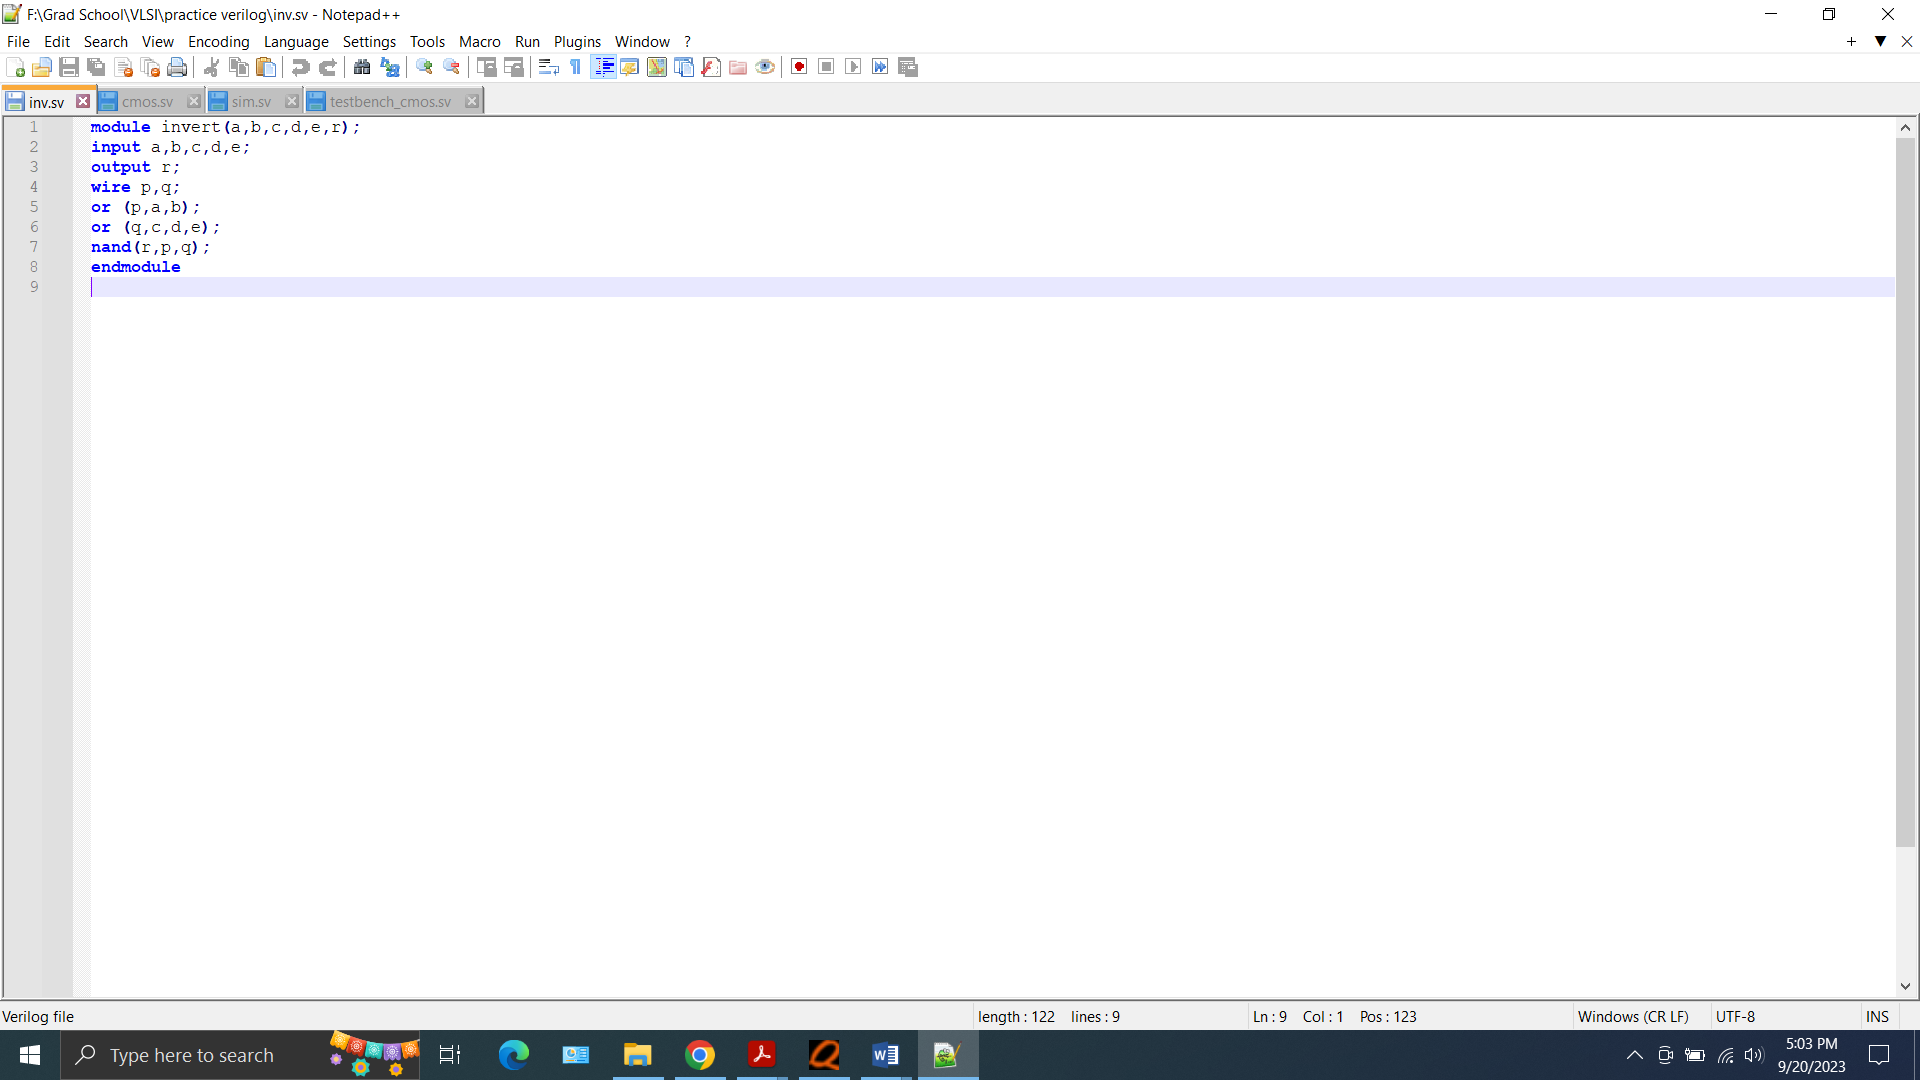 F:\Grad School\VLSI\practice verilog\inv.sv - Notepad++
File Edit Search View Encoding Language Settings Tools Macro Run Plugins Window ?
inv.sv cmos.sv sim.sv testbench_cmos.sv
1 module invert(a,b,c,d,e,r);
2 input a,b,c,d,e;
3 output r;
4 wire p,q;
5 or (p,a,b);
6 or (q,c,d,e);
7 nand(r,p,q);
8 endmodule
9
Verilog file length : 122 lines : 9 Ln : 9 Col : 1 Pos : 123 Windows (CR LF) UTF-8 INS
Type here to search 5:03 PM
9/20/2023